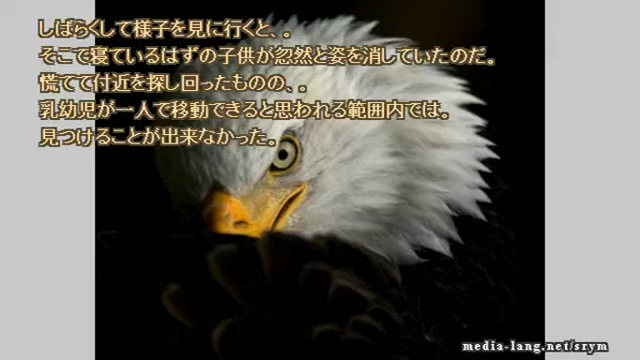 しばらくして様子を見に行くと、。
そこで寝ているはずの子供が忽然と姿を消していたのだ。
慌てて付近を探し回ったものの、。
乳幼児が一人で移動できると思われる範囲内では。
見つけることが出来なかった。
media-lang.net/srym